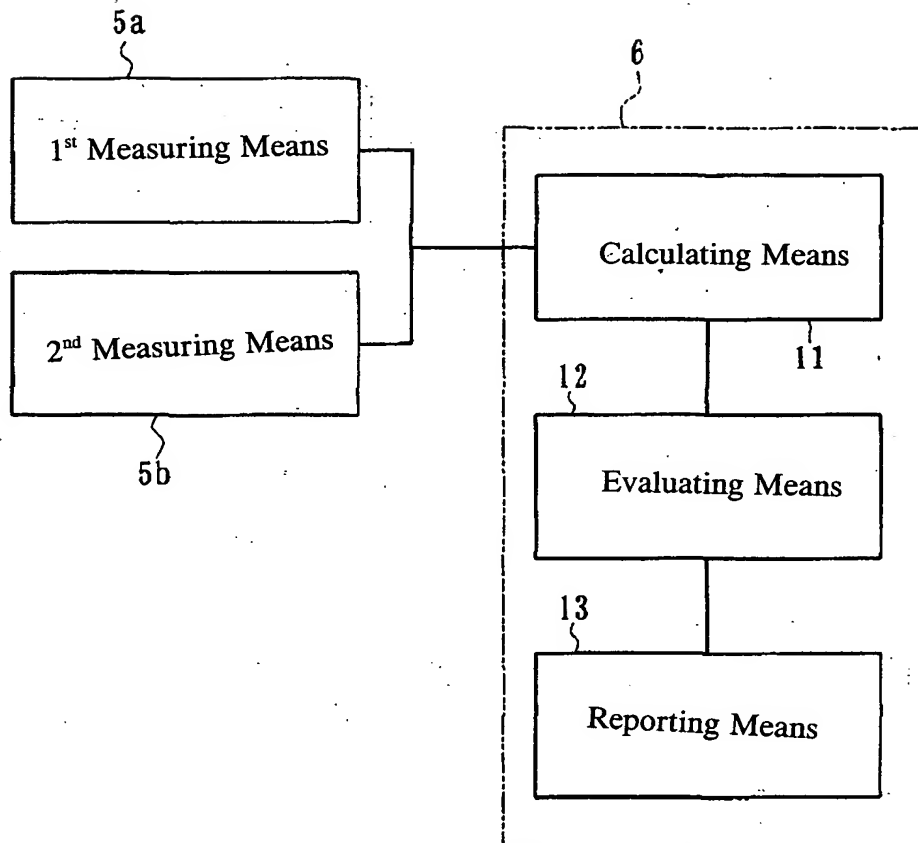 5a
1st Measuring Means
2nd Measuring Means
5b
6
Calculating Means
11
12
Evaluating Means
13
Reporting Means